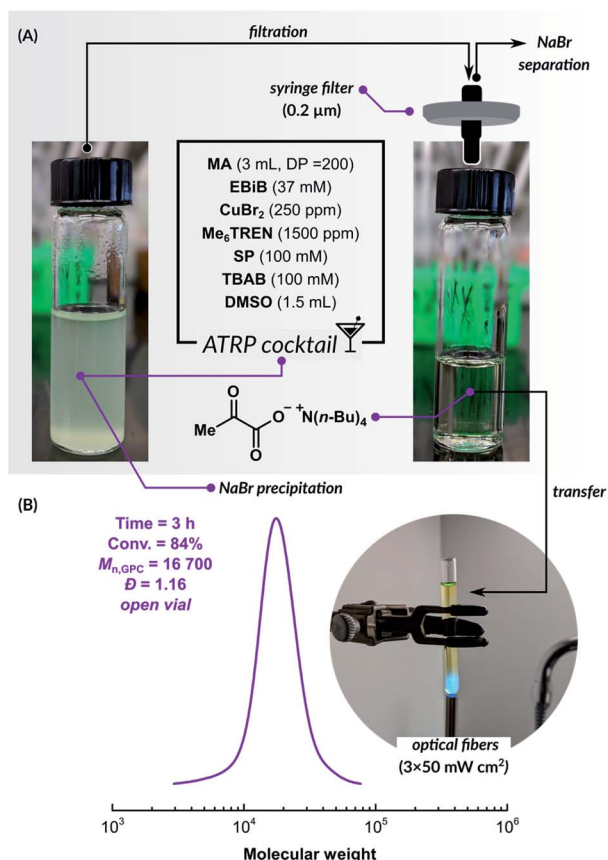 (A)
filtration
NaBr
separation
syringe filter
(0.2 μm)
MA (3 mL, DP =200)
EBiB (37 mM)
CuBr₂ (250 ppm)
Me₆TREN (1500 ppm)
SP (100 mM)
TBAB (100 mM)
DMSO (1.5 mL)
ATRP cocktail
Me
O
O
O⁻ ⁺N(n-Bu)₄
NaBr precipitation
transfer
(B)
Time = 3 h
Conv. = 84%
Mn,GPC = 16 700
Đ = 1.16
open vial
optical fibers
(3×50 mW cm²)
10³ 10⁴ 10⁵ 10⁶
Molecular weight